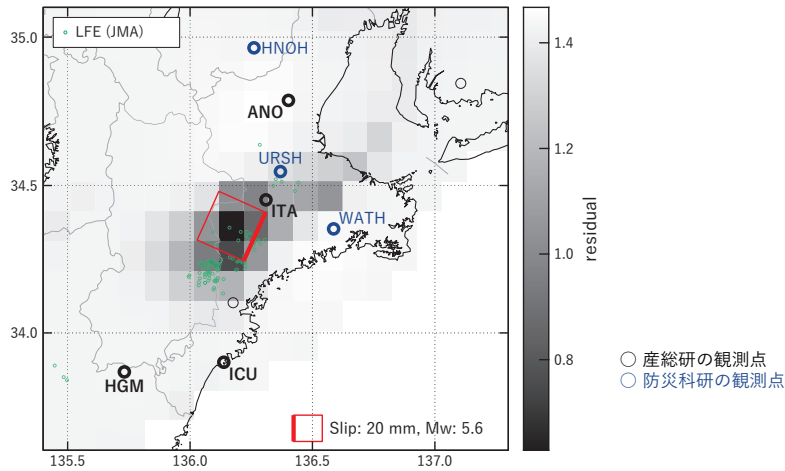 LFE (JMA)
35.0
34.5
34.0
135.5
136.0
136.5
137.0
HNOH
ANO
URSH
ITA
WATH
HGM
ICU
Slip: 20 mm, Mw: 5.6
1.4
1.2
1.0
0.8
residual
産総研の観測点
防災科研の観測点